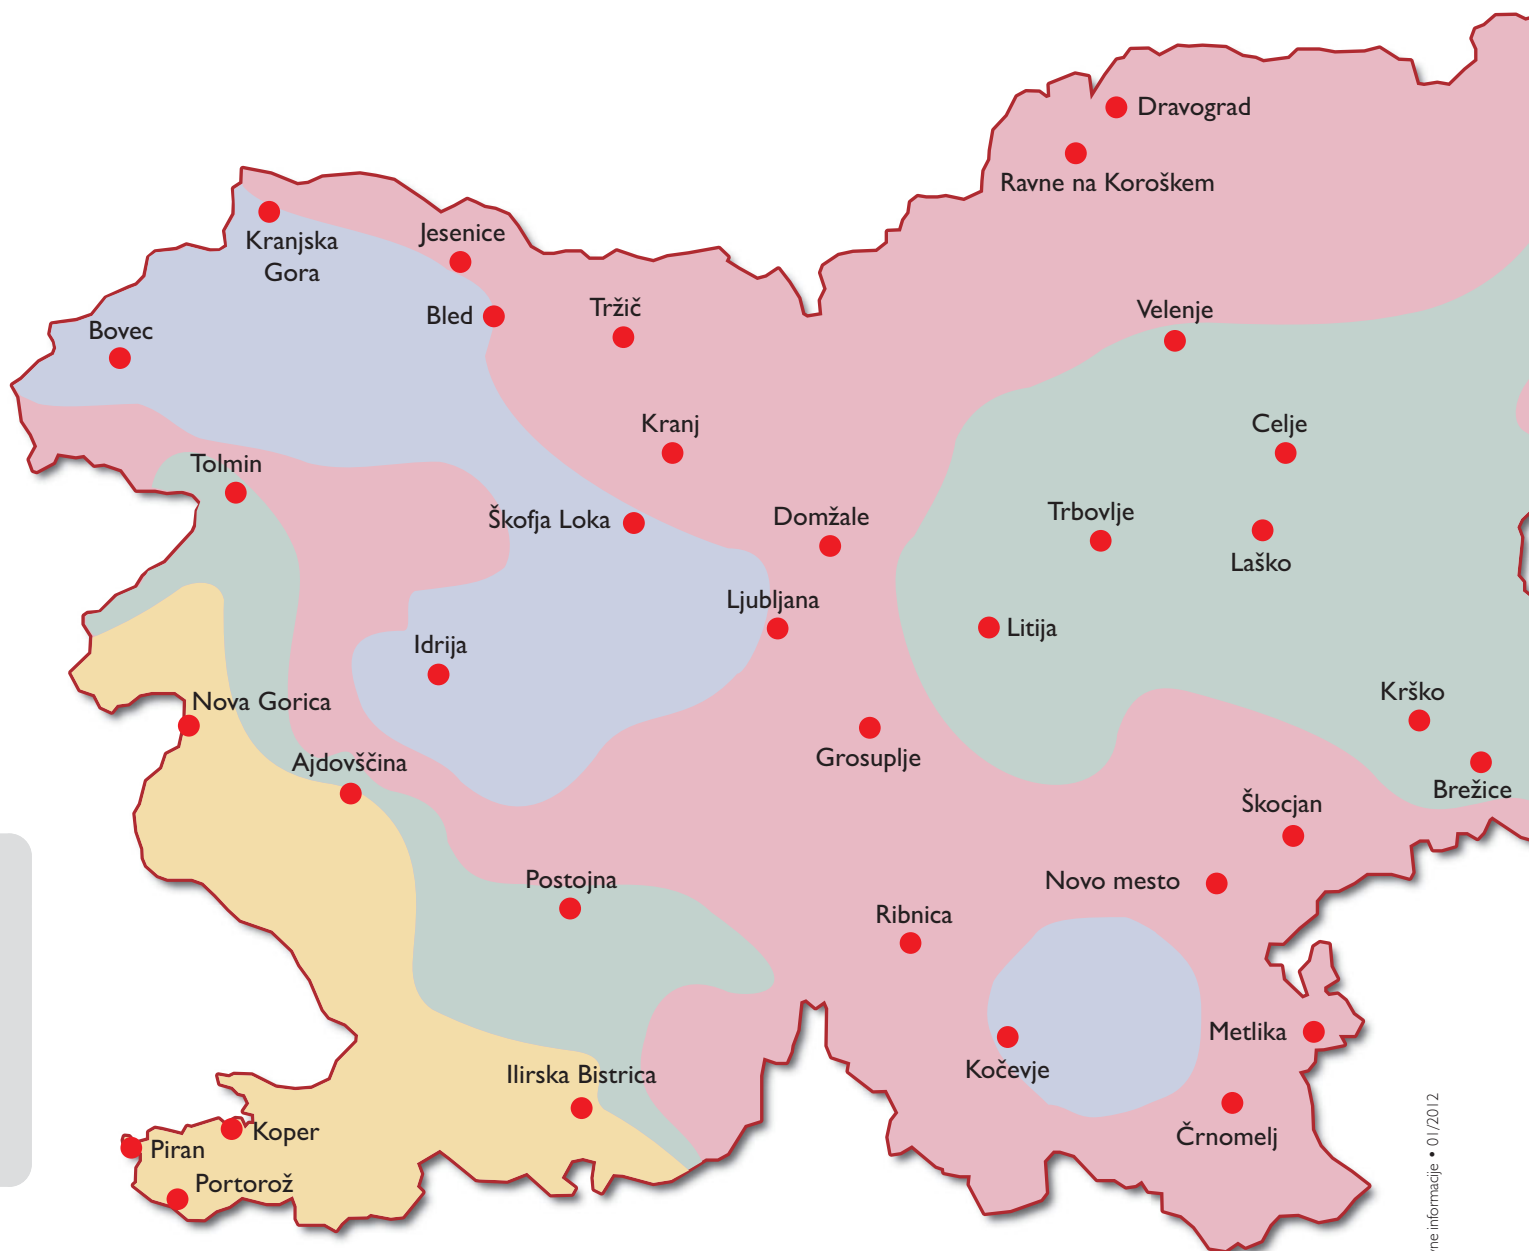 Dravograd
Ravne na Koroškem
Jesenice
Kranjska
Gora
Bled
Tržič
Velenje
Bovec
Kranj
Celje
Tolmin
Škofja Loka
Domžale
Trbovlje
Laško
Ljubljana
Litija
Idrija
Nova Gorica
Krško
Grosuplje
Ajdovščina
Brežice
Škocjan
Postojna
Novo mesto
Ribnica
Metlika
Kočevje
Ilirska Bistrica
Koper
Črnomelj
Piran
Portorož
informacije • 01/2012